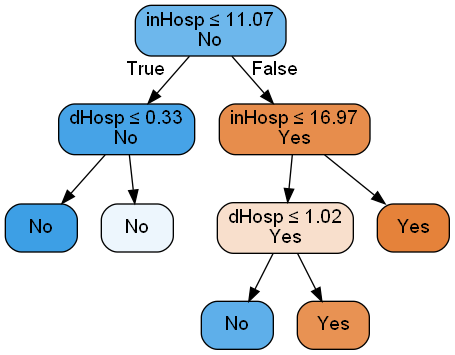 inHosp ≤ 11.07
No
True
False
dHosp ≤ 0.33
No
inHosp ≤ 16.97
Yes
No
No
dHosp ≤ 1.02
Yes
Yes
No
Yes